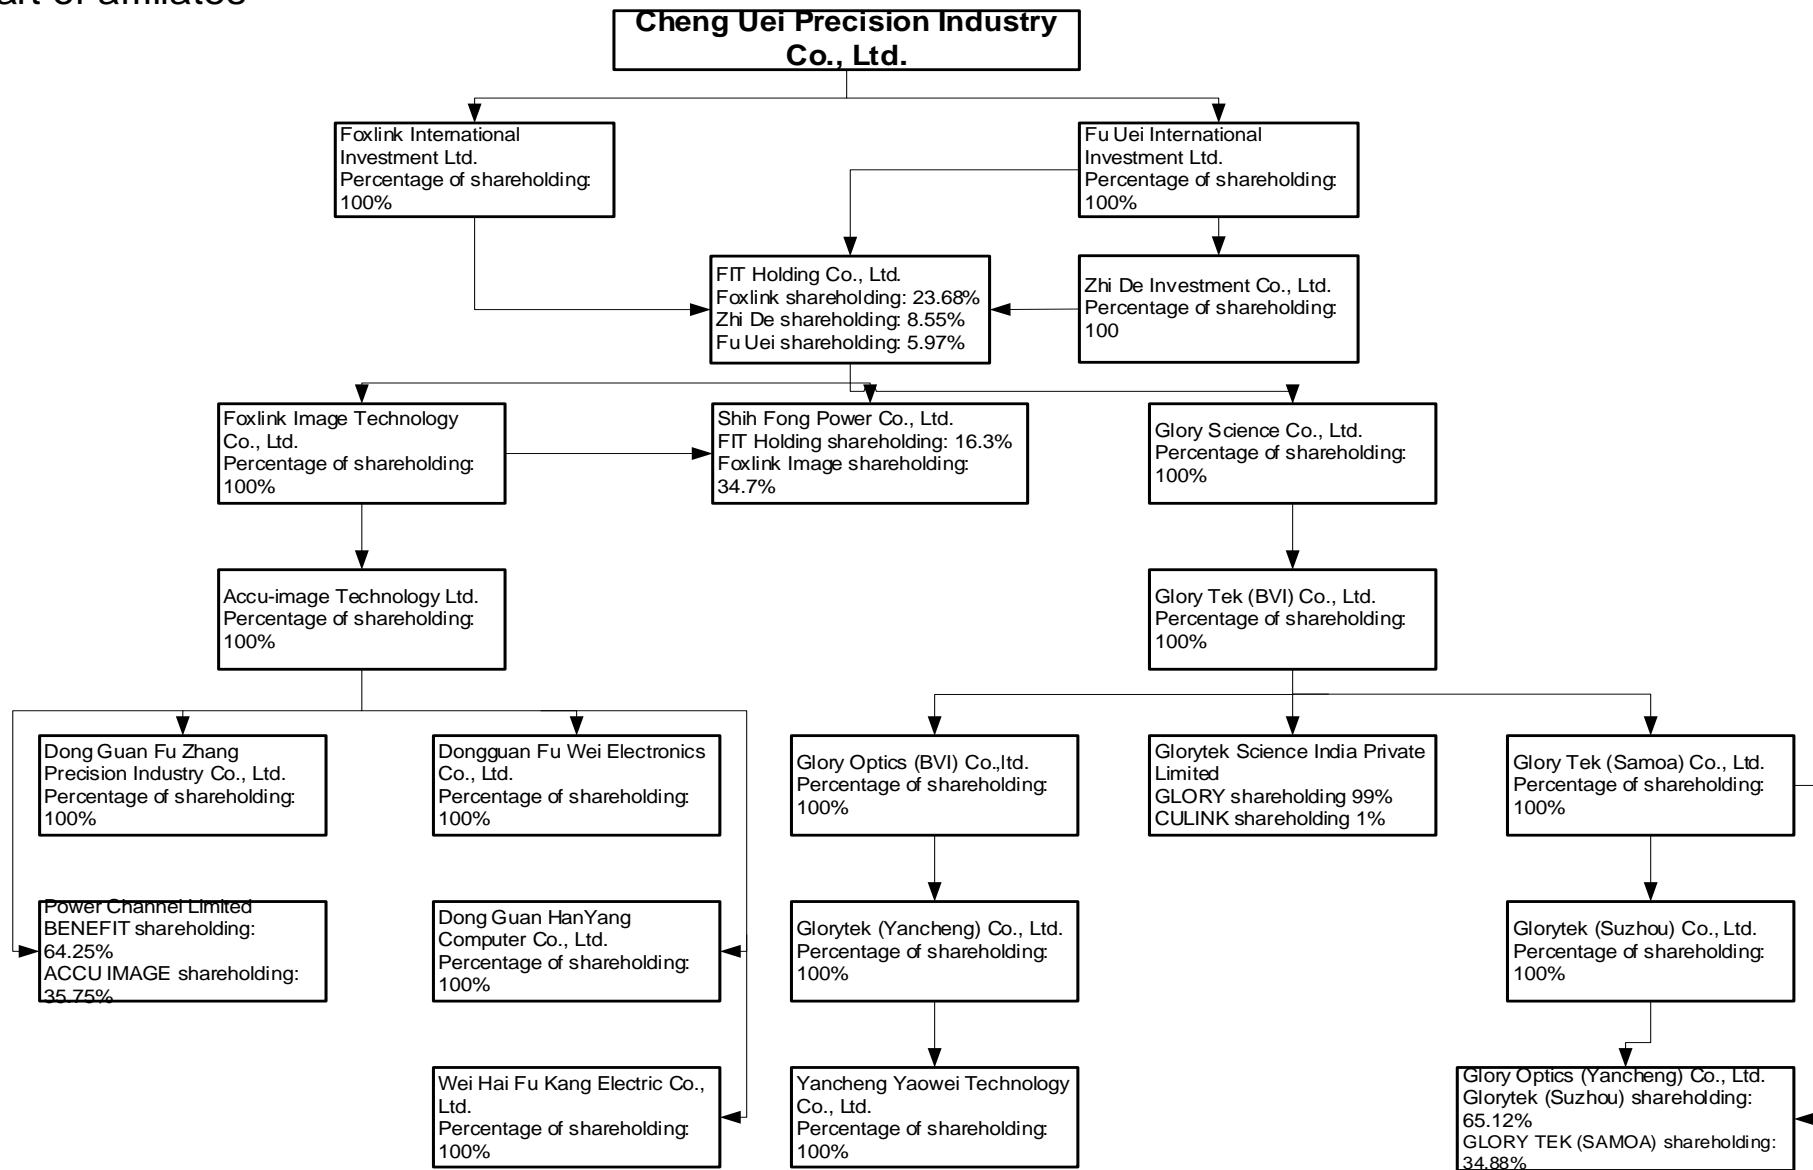 art of affiliates
Cheng Uei Precision Industry
Co., Ltd.
Foxlink International
Investment Ltd.
Percentage of shareholding:
100%
Fu Uei International
Investment Ltd.
Percentage of shareholding:
100%
FIT Holding Co., Ltd.
Foxlink shareholding: 23.68%
Zhi De shareholding: 8.55%
Fu Uei shareholding: 5.97%
Zhi De Investment Co., Ltd.
Percentage of shareholding:
100
Foxlink Image Technology
Co., Ltd.
Percentage of shareholding:
100%
Shih Fong Power Co., Ltd.
FIT Holding shareholding: 16.3%
Foxlink Image shareholding:
34.7%
Glory Science Co., Ltd.
Percentage of shareholding:
100%
Accu-image Technology Ltd.
Percentage of shareholding:
100%
Glory Tek (BVI) Co., Ltd.
Percentage of shareholding:
100%
Dong Guan Fu Zhang
Precision Industry Co., Ltd.
Percentage of shareholding:
100%
Dongguan Fu Wei Electronics
Co., Ltd.
Percentage of shareholding:
100%
Glory Optics (BVI) Co.,ltd.
Percentage of shareholding:
100%
Glorytek Science India Private
Limited
GLORY shareholding 99%
CULINK shareholding 1%
Glory Tek (Samoa) Co., Ltd.
Percentage of shareholding:
100%
Power Channel Limited
BENEFIT shareholding:
64.25%
ACCU IMAGE shareholding:
35.75%
Dong Guan HanYang
Computer Co., Ltd.
Percentage of shareholding:
100%
Glorytek (Yancheng) Co., Ltd.
Percentage of shareholding:
100%
Glorytek (Suzhou) Co., Ltd.
Percentage of shareholding:
100%
Wei Hai Fu Kang Electric Co.,
Ltd.
Percentage of shareholding:
100%
Yancheng Yaowei Technology
Co., Ltd.
Percentage of shareholding:
100%
Glory Optics (Yancheng) Co., Ltd.
Glorytek (Suzhou) shareholding:
65.12%
GLORY TEK (SAMOA) shareholding:
34.88%